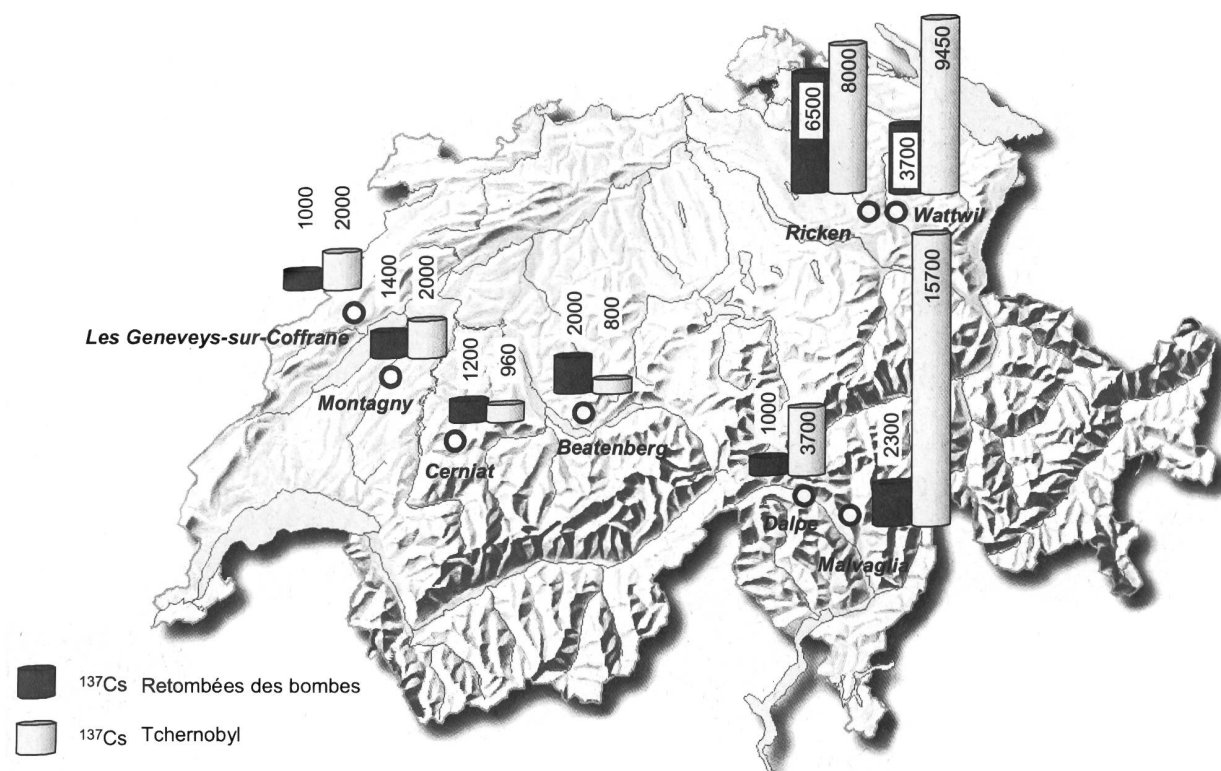 9450
8000
6500
3700
Ricken
Wattwil
1000
2000
Les Geneveys-sur-Coffrane
1400
2000
Montagny
1200
960
Cerniat
2000
800
Beatenberg
1000
3700
Dalpe
2300
15700
Malvaglia
137Cs Retombées des bombes
137Cs Tchernobyl